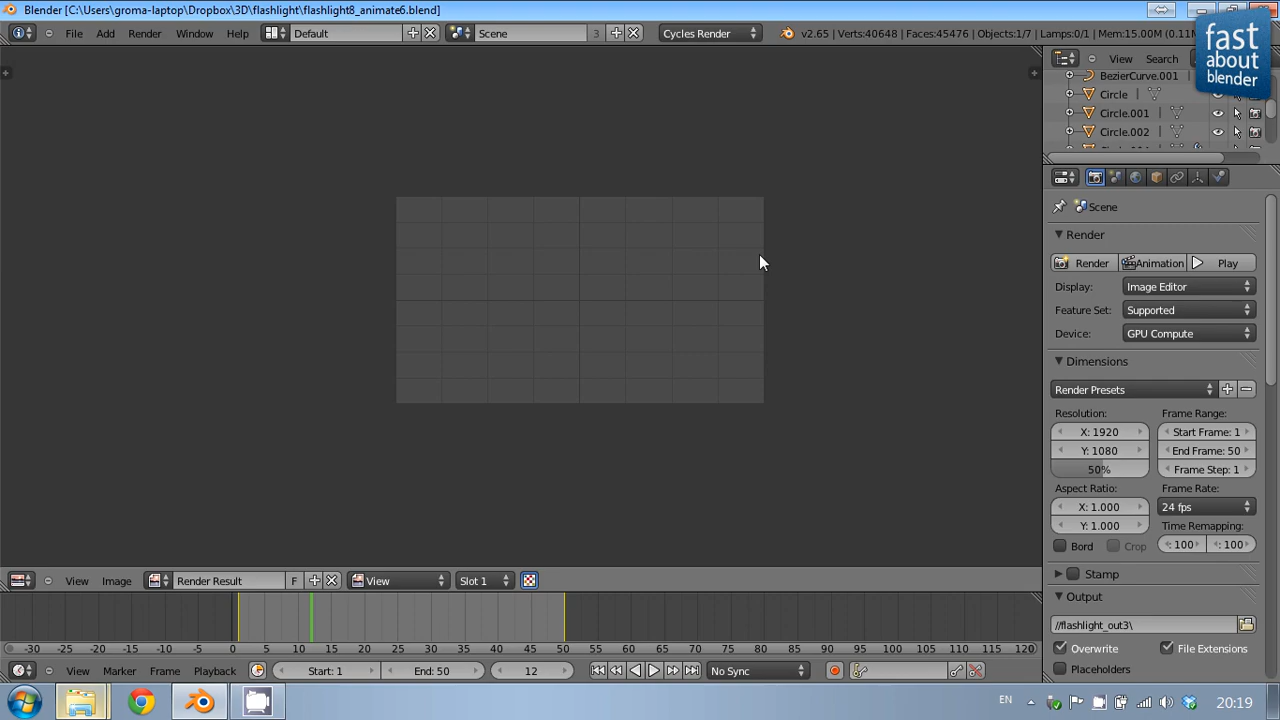 Blender [C:\Users\groma-laptop\Dropbox\3D\flashlight\flashlight8_animate6.blend]
File Add Render Window Help Default Scene 3 Cycles Render v2.65 | Verts:40648 | Faces:45476 | Objects:1/7 | Lamps:0/1 | Mem:15.00M (0.11M
fast
about
blender
View Search
BezierCurve.001
Circle
Circle.001
Circle.002
Scene
Render
Render Animation Play
Display: Image Editor
Feature Set: Supported
Device: GPU Compute
Dimensions
Render Presets
Resolution: Frame Range:
X: 1920 Start Frame: 1
Y: 1080 End Frame: 50
50% Frame Step: 1
Aspect Ratio: Frame Rate:
X: 1.000 24 fps
Y: 1.000 Time Remapping:
Bord Crop : 100 : 100
Stamp
Output
//flashlight_out3\
Overwrite File Extensions
Placeholders
View Image Render Result F View Slot 1
-30 -25 -20 -15 -10 -5 0 5 10 15 20 25 30 35 40 45 50 55 60 65 70 75 80 85 90 95 100 105 110 115 120
View Marker Frame Playback Start: 1 End: 50 12 No Sync
EN 20:19